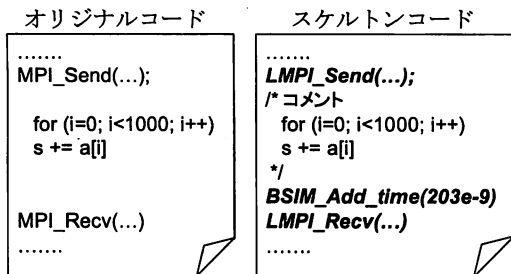 オリジナルコード
.......
MPI_Send(...);
for (i=0; i<1000; i++)
s += a[i]
MPI_Recv(...)
.......
スケルトンコード
.......
LMPI_Send(...);
/* コメント
for (i=0; i<1000; i++)
s += a[i]
*/
BSIM_Add_time(203e-9)
LMPI_Recv(...)
.......